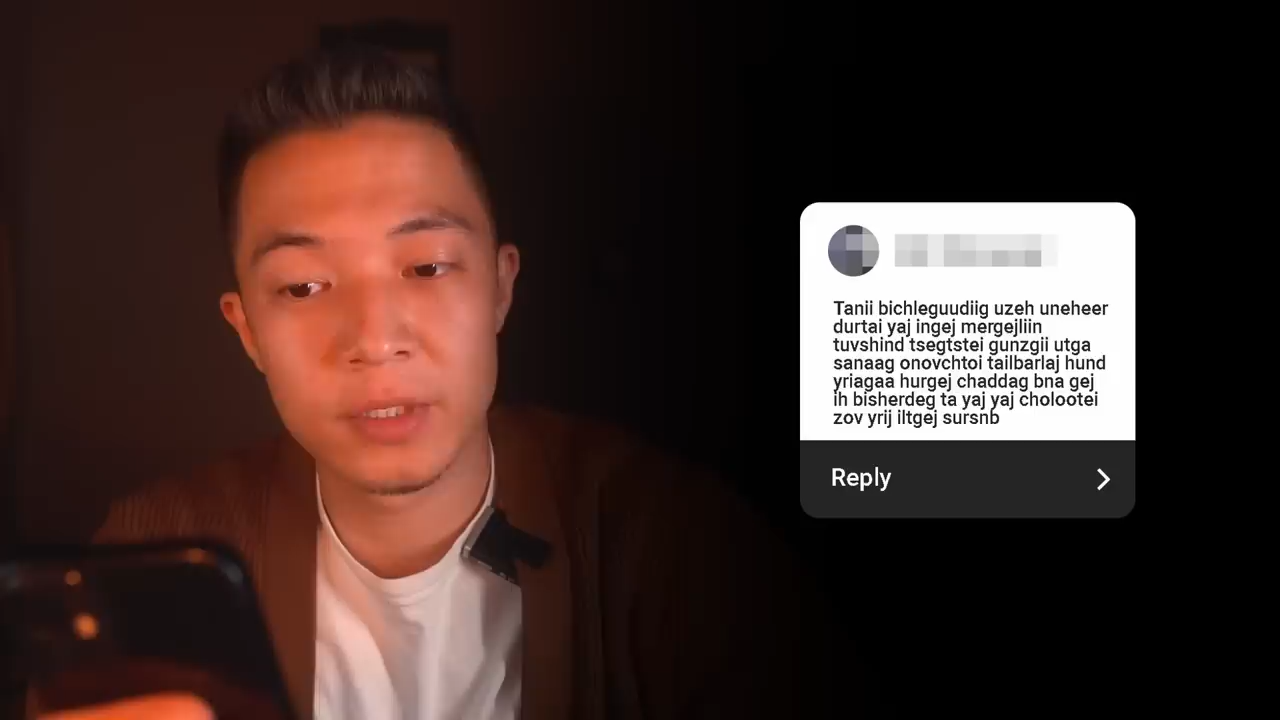 Tanii bichleguudiig uzeh uneheer
durtai yaj ingej mergejliin
tuvshind tsegtstei gunzgii utga
sanaag onovchtoi tailbarlaj hund
yriagaa hurgej chaddag bna gej
ih bisherdeg ta yaj yaj cholootei
zov yrij iltgej sursnb
Reply